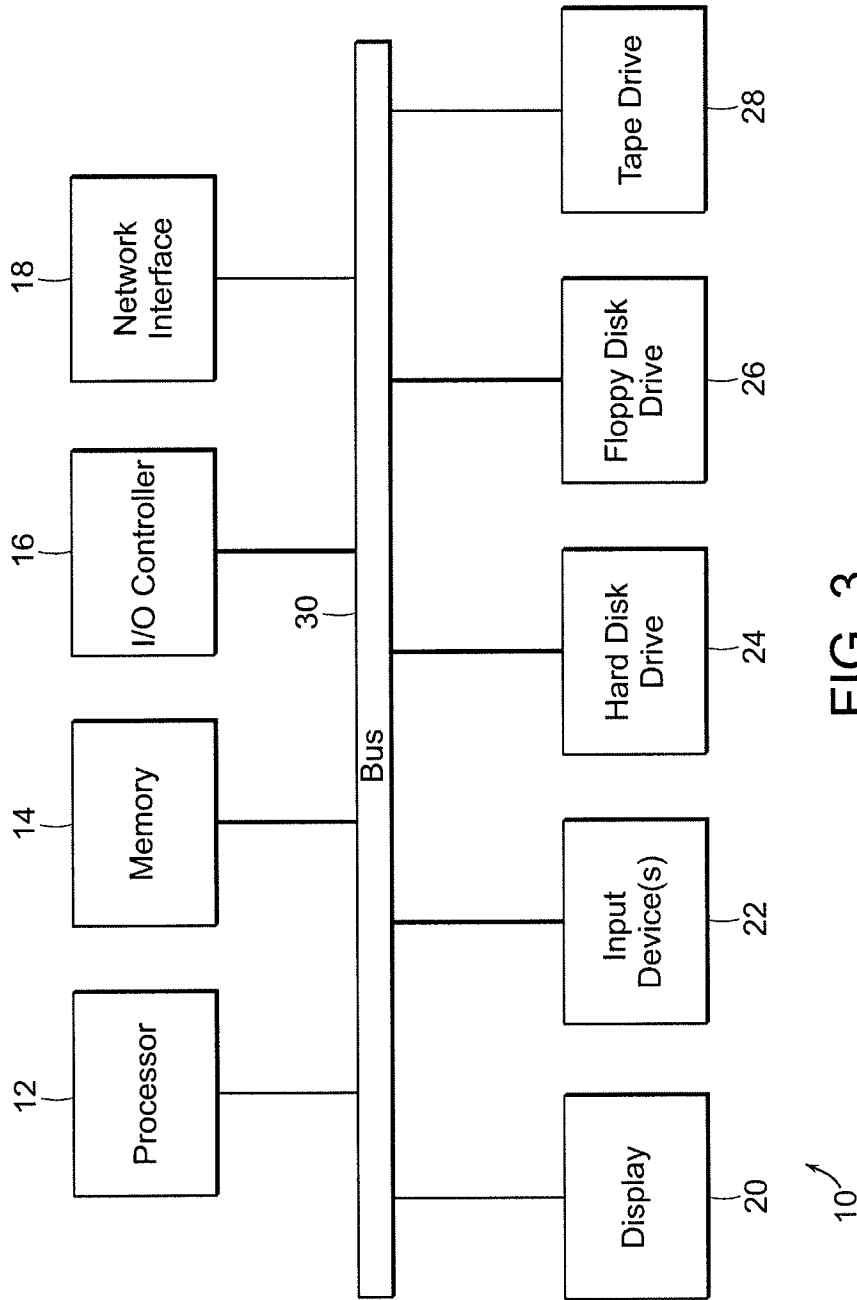 12
14
16
18
Processor
Memory
I/O Controller
Network
Interface
30
Bus
Display
Input
Device(s)
Hard Disk
Drive
Floppy Disk
Drive
Tape Drive
20
22
24
26
28
10
FIG. 3